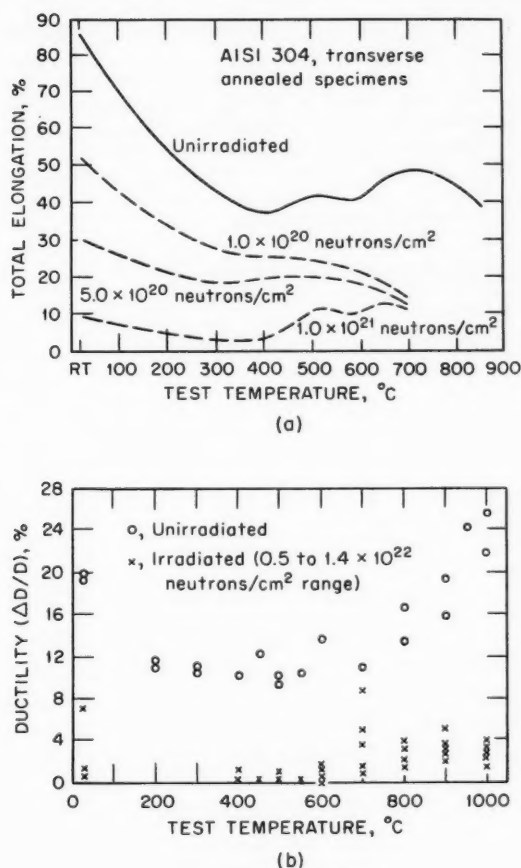 90
80
70
60
50
40
30
20
10
0
TOTAL ELONGATION, %
AISI 304, transverse
annealed specimens
Unirradiated
1.0 × 10²⁰ neutrons/cm²
5.0 × 10²⁰ neutrons/cm²
1.0 × 10²¹ neutrons/cm²
RT 100 200 300 400 500 600 700 800 900
TEST TEMPERATURE, °C
(a)
28
24
20
16
12
8
4
0
DUCTILITY (ΔD/D), %
o, Unirradiated
×, Irradiated (0.5 to 1.4 × 10²²
neutrons/cm² range)
0 200 400 600 800 1000
TEST TEMPERATURE, °C
(b)